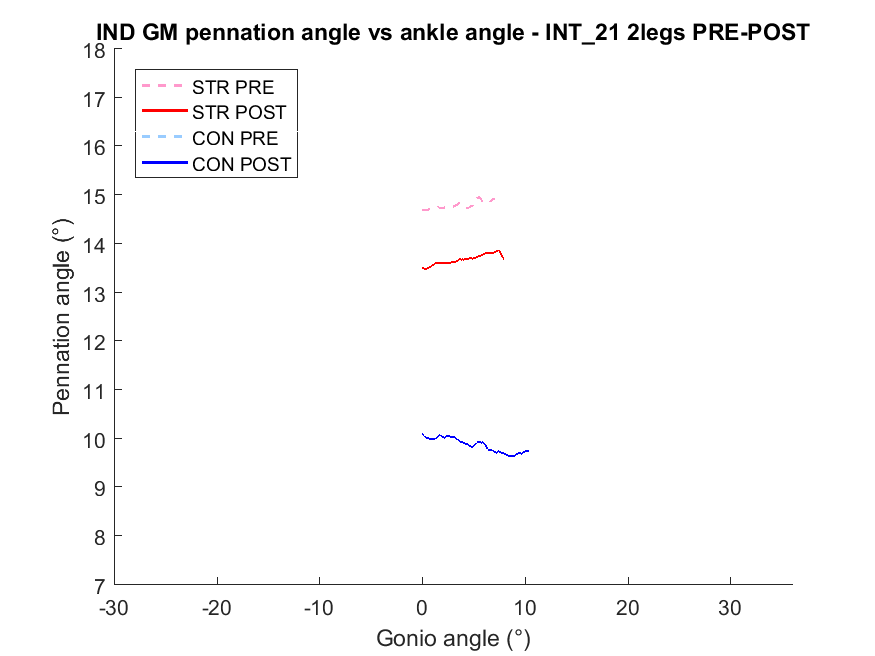 IND GM pennation angle vs ankle angle - INT_21 2legs PRE-POST
18
17
16
15
14
13
12
11
10
9
8
7
Pennation angle (°)
STR PRE
STR POST
CON PRE
CON POST
-30
-20
-10
0
10
20
30
Gonio angle (°)